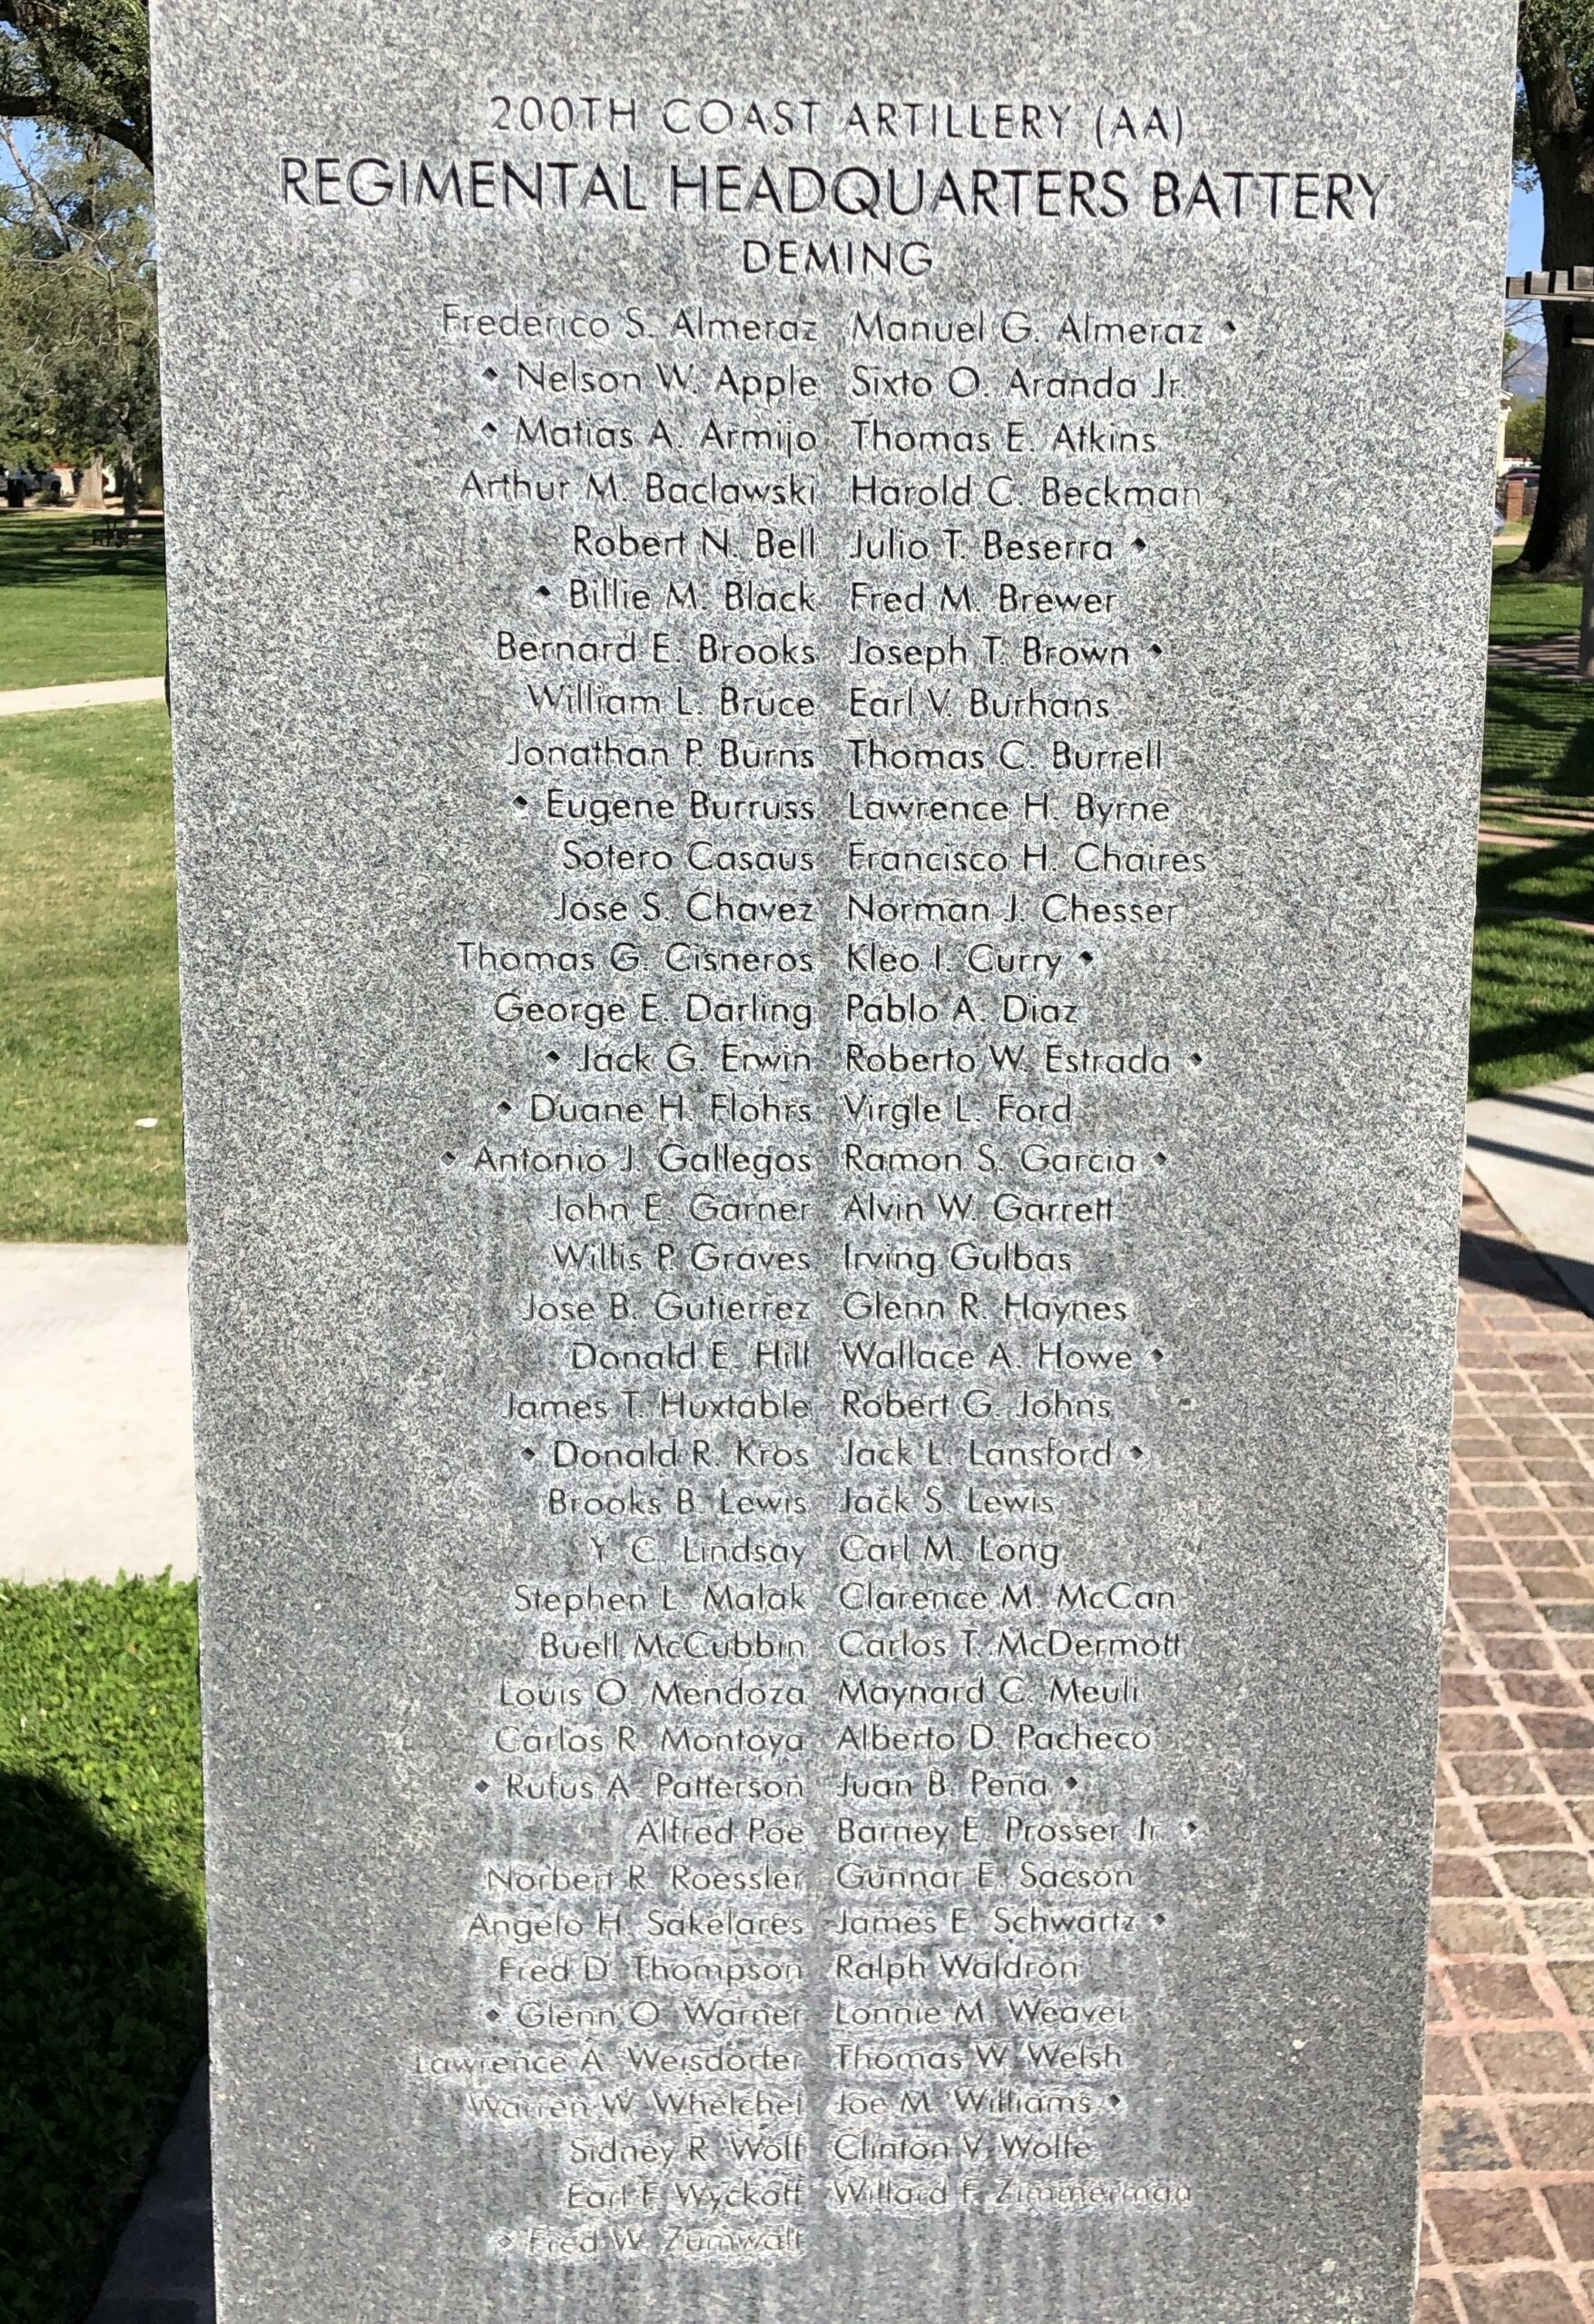 200TH COAST ARTILLERY (AA)
REGIMENTAL HEADQUARTERS BATTERY
DEMING
Frederico S. Almeraz Manuel G. Almeraz ◆
◆ Nelson W. Apple Sixto O. Aranda Jr.
◆ Matias A. Armijo Thomas E. Atkins
Arthur M. Baclawski Harold C. Beckman
Robert N. Bell Julio T. Beserra ◆
◆ Billie M. Black Fred M. Brewer
Bernard E. Brooks Joseph T. Brown ◆
William L. Bruce Earl V. Burhans
Jonathan P. Burns Thomas C. Burrell
◆ Eugene Burruss Lawrence H. Byrne
Sotero Casaus Francisco H. Chaires
Jose S. Chavez Norman J. Chesser
Thomas G. Cisneros Kleo I. Curry ◆
George E. Darling Pablo A. Diaz
◆ Jack G. Erwin Roberto W. Estrada ◆
◆ Duane H. Flohrs Virgle L. Ford
◆ Antonio J. Gallegos Ramon S. Garcia ◆
John E. Garner Alvin W. Garrett
Willis P. Graves Irving Gulbas
Jose B. Gutierrez Glenn R. Haynes
Donald E. Hill Wallace A. Howe ◆
James T. Huxtable Robert G. Johns
◆ Donald R. Kros Jack L. Lansford ◆
Brooks B. Lewis Jack S. Lewis
Y. C. Lindsay Carl M. Long
Stephen L. Malak Clarence M. McCan
Buell McCubbin Carlos T. McDermott
Louis O. Mendoza Maynard C. Meuli
Carlos R. Montoya Alberto D. Pacheco
◆ Rufus A. Patterson Juan B. Pena ◆
Alfred Poe Barney E. Prosser Jr. ◆
Norbert R. Roessler Gunnar E. Sacson
Angelo H. Sakelares James E. Schwartz ◆
Fred D. Thompson Ralph Waldron
◆ Glenn O. Warner Lonnie M. Weaver
Lawrence A. Weisdorfer Thomas W. Welsh
Warren W. Whelchel Joe M. Williams ◆
Sidney R. Wolf Clinton V. Wolfe
Earl F. Wyckoff Willard F. Zimmerman
◆ Fred W. Zumwalt